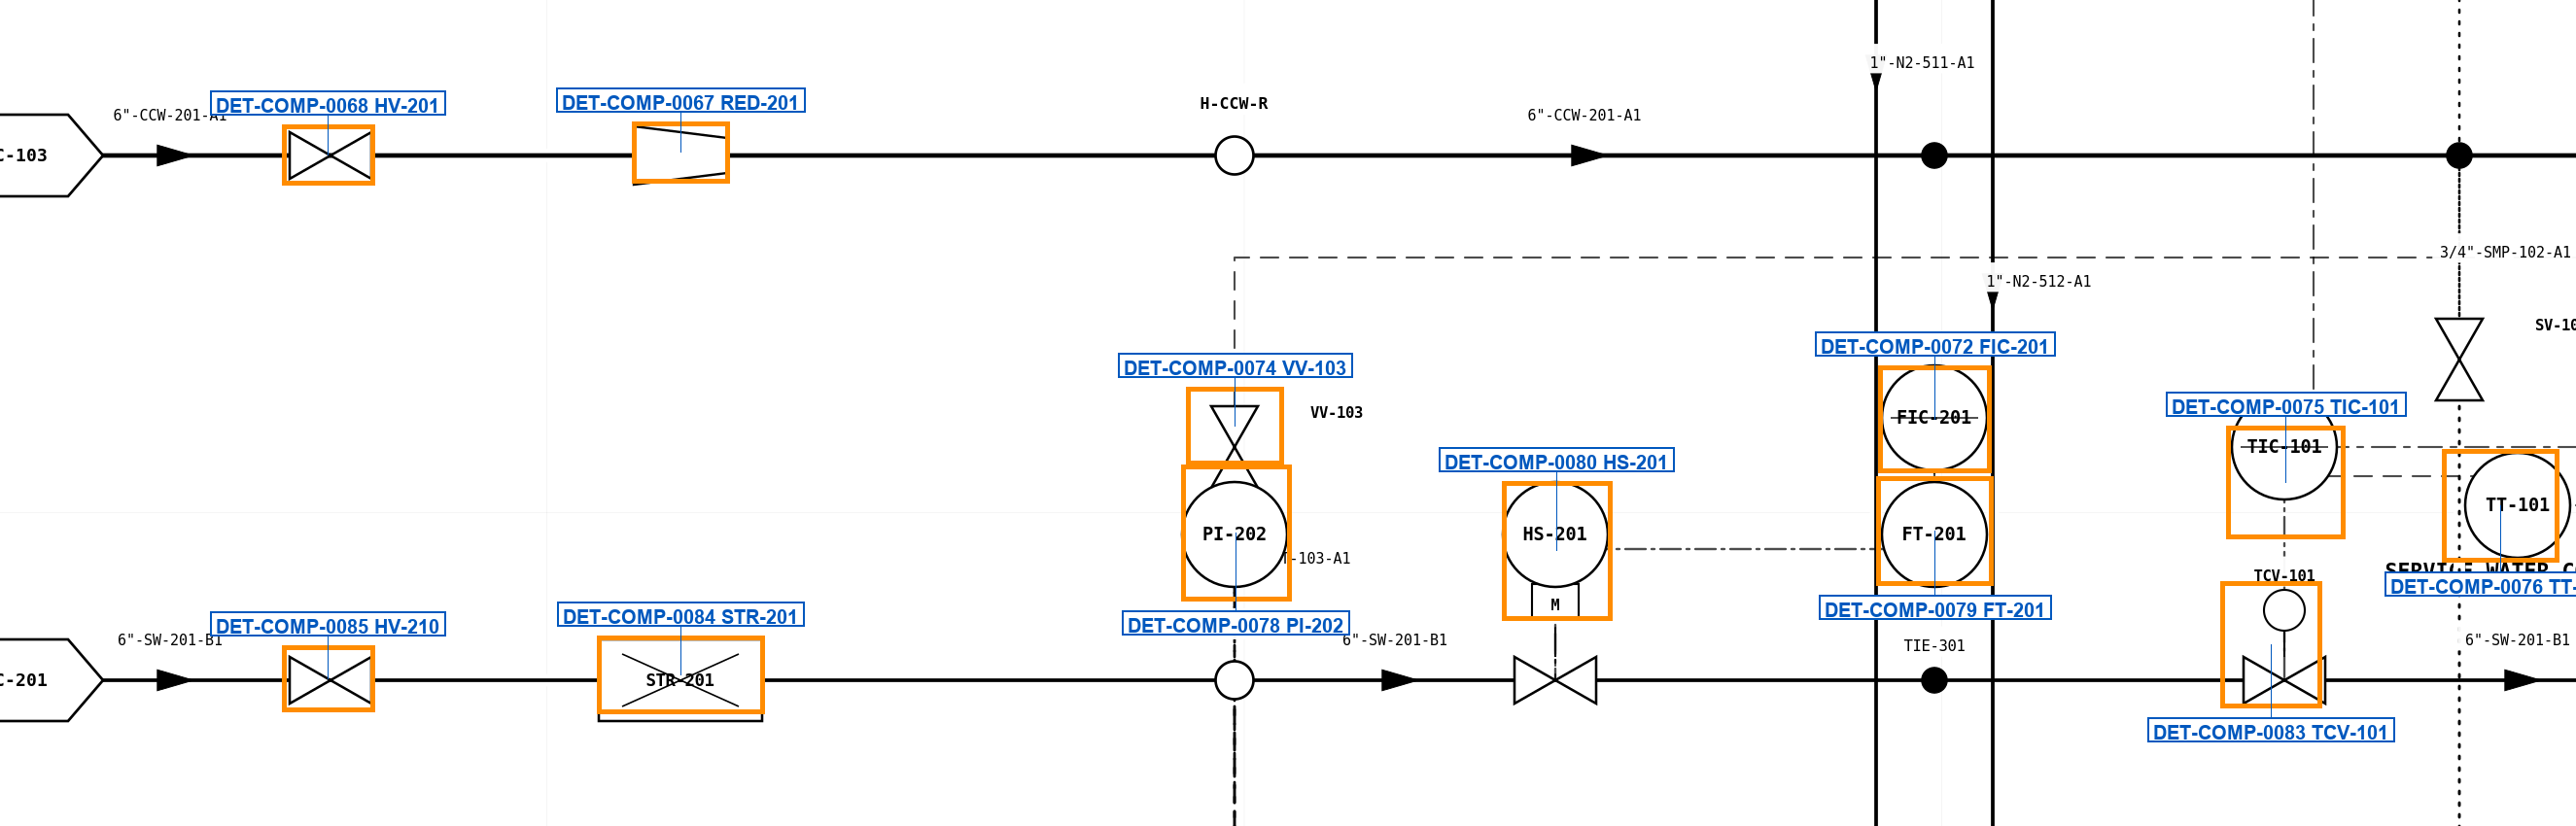 1"-N2-511-A1
DET-COMP-0068 HV-201
DET-COMP-0067 RED-201
H-CCW-R
6"-CCW-201-A1
6"-CCW-201-A1
C-103
3/4"-SMP-102-A1
1"-N2-512-A1
SV-10
DET-COMP-0072 FIC-201
DET-COMP-0074 VV-103
VV-103
DET-COMP-0075 TIC-101
FIC-201
TIC-101
DET-COMP-0080 HS-201
TT-101
PI-202
HS-201
FT-201
-103-A1
SERVICE WATER C
TCV-101
DET-COMP-0076 TT-
M
DET-COMP-0079 FT-201
DET-COMP-0085 HV-210
DET-COMP-0084 STR-201
DET-COMP-0078 PI-202
6"-SW-201-B1
6"-SW-201-B1
TIE-301
6"-SW-201-B1
C-201
STR-201
DET-COMP-0083 TCV-101